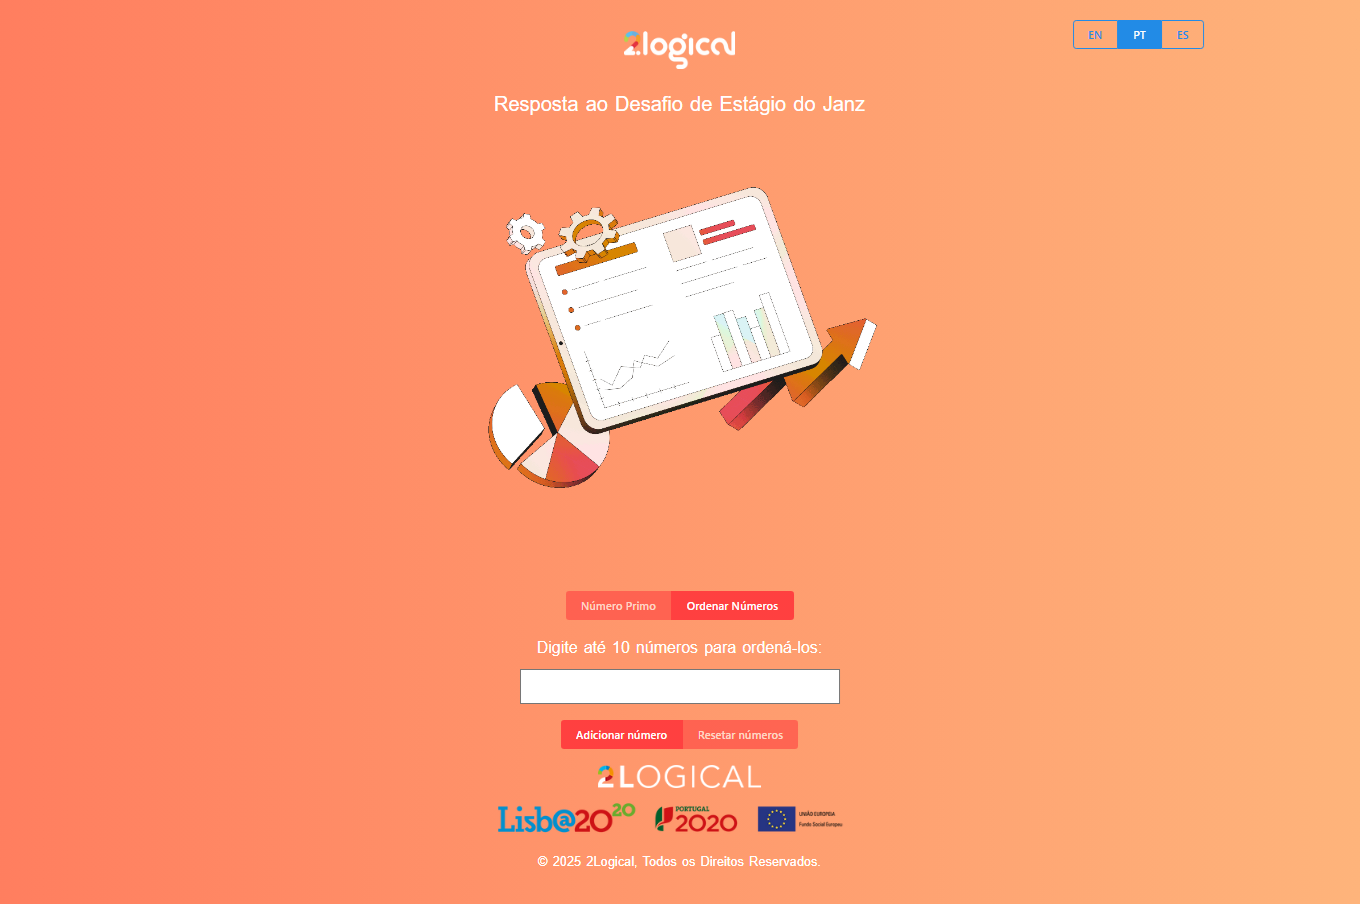 2logical
EN PT ES
Resposta ao Desafio de Estágio do Janz
Número Primo Ordenar Números
Digite até 10 números para ordená-los:
Adicionar número Resetar números
2LOGICAL
Lisb@2020 PORTUGAL 2020 UNIÃO EUROPEIA
Fundo Social Europeu
© 2025 2Logical, Todos os Direitos Reservados.